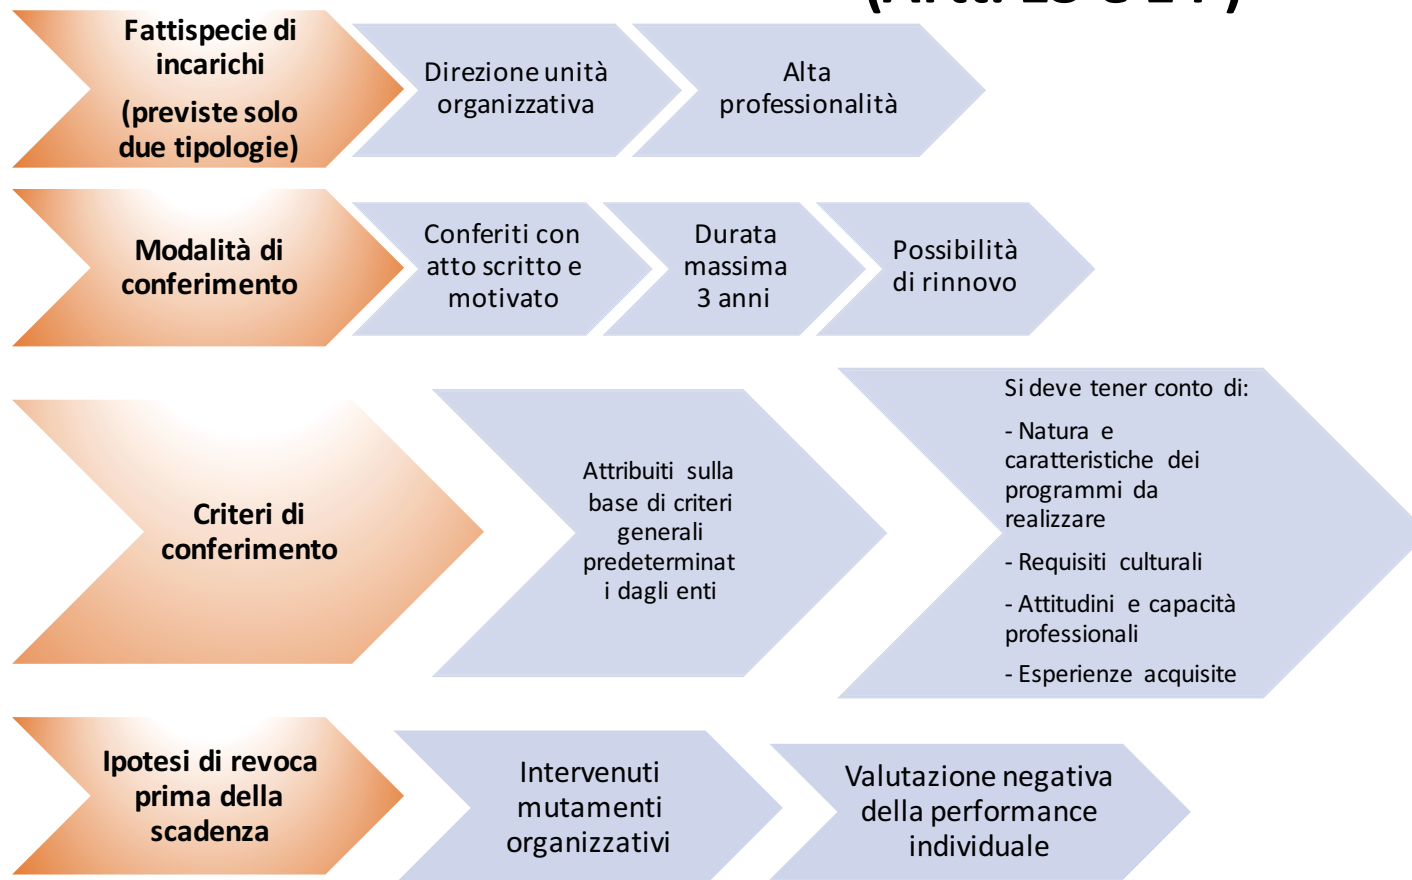 Fattispecie di
incarichi
(previste solo
due tipologie)
Direzione unità
organizzativa
Alta
professionalità
Modalità di
conferimento
Conferiti con
atto scritto e
motivato
Durata
massima
3 anni
Possibilità
di rinnovo
Criteri di
conferimento
Attribuiti sulla
base di criteri
generali
predeterminat
i dagli enti
Si deve tener conto di:
- Natura e
caratteristiche dei
programmi da
realizzare
- Requisiti culturali
- Attitudini e capacità
professionali
- Esperienze acquisite
Ipotesi di revoca
prima della
scadenza
Intervenuti
mutamenti
organizzativi
Valutazione negativa
della performance
individuale